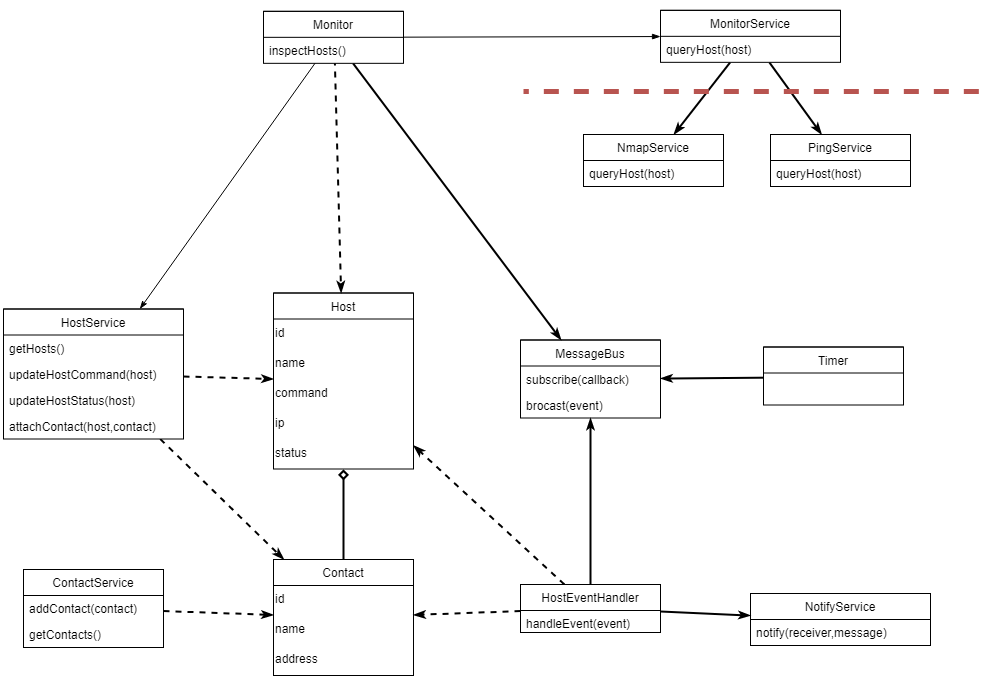 Monitor
inspectHosts()
MonitorService
queryHost(host)
NmapService
queryHost(host)
PingService
queryHost(host)
HostService
getHosts()
updateHostCommand(host)
updateHostStatus(host)
attachContact(host,contact)
Host
id
name
command
ip
status
MessageBus
subscribe(callback)
brocast(event)
Timer
ContactService
addContact(contact)
getContacts()
Contact
id
name
address
HostEventHandler
handleEvent(event)
NotifyService
notify(receiver,message)